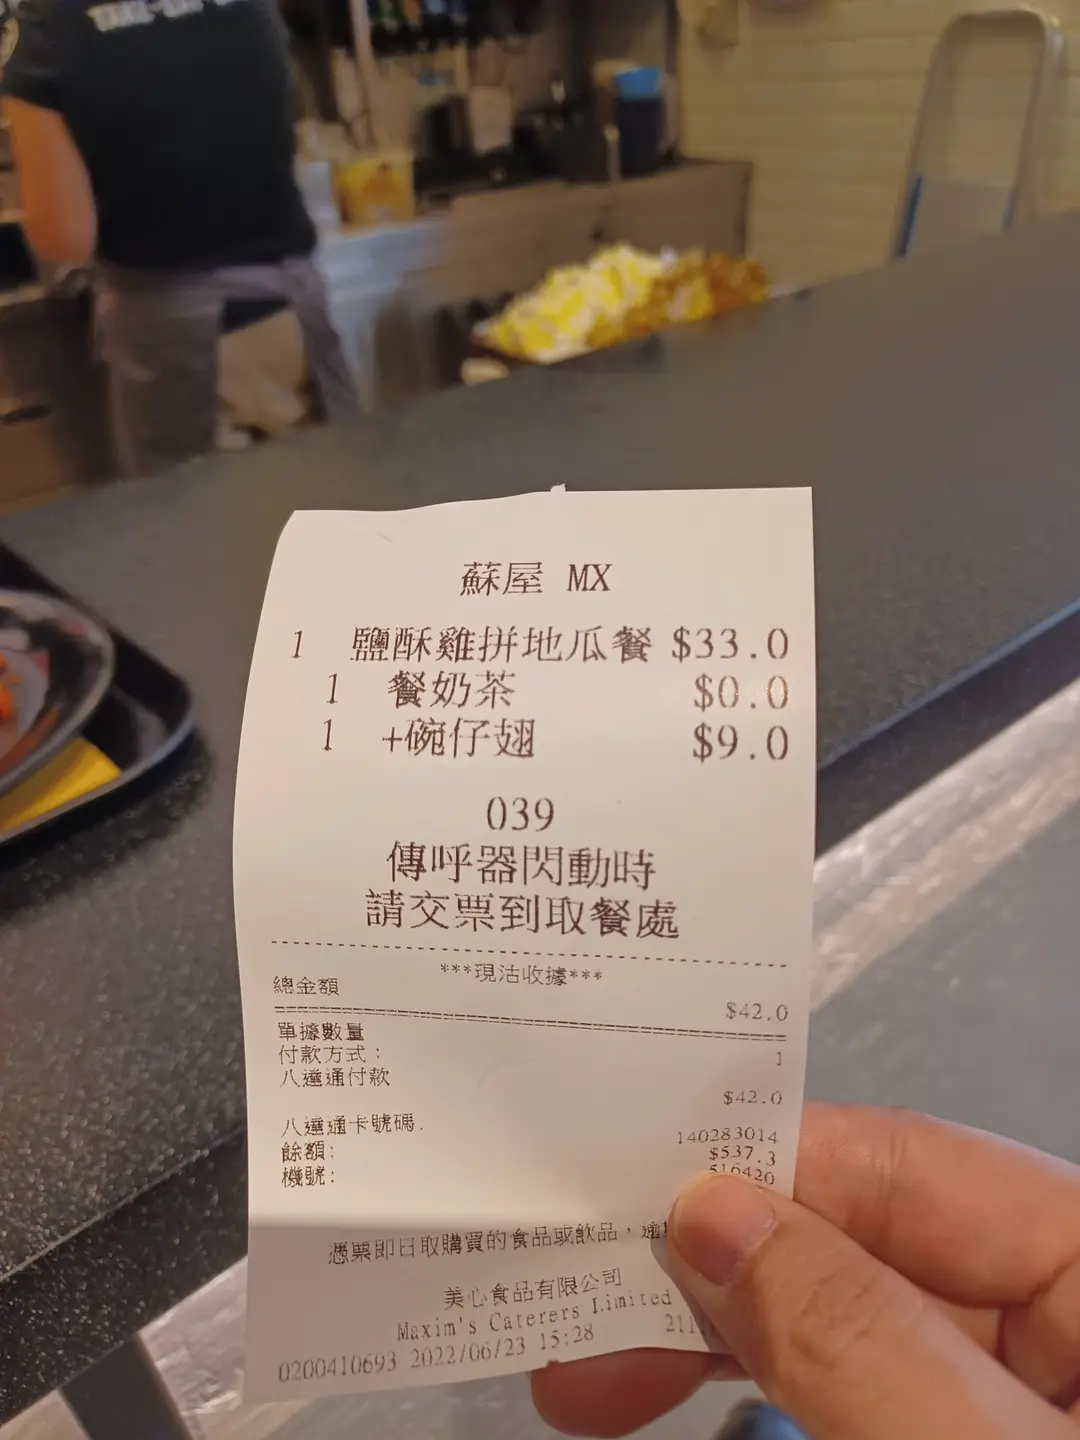 蘇屋 MX
1 鹽酥雞拼地瓜餐 $33.0
1 餐奶茶 $0.0
1 +碗仔翅 $9.0
039
傳呼器閃動時
請交票到取餐處
***現沽收據***
總金額 $42.0
單據數量 1
付款方式：
八達通付款 $42.0
八達通卡號碼. 140283014
餘額: $537.3
機號: 516420
憑票即日取購買的食品或飲品，逾
美心食品有限公司
Maxim's Caterers Limited
0200410693 2022/06/23 15:28